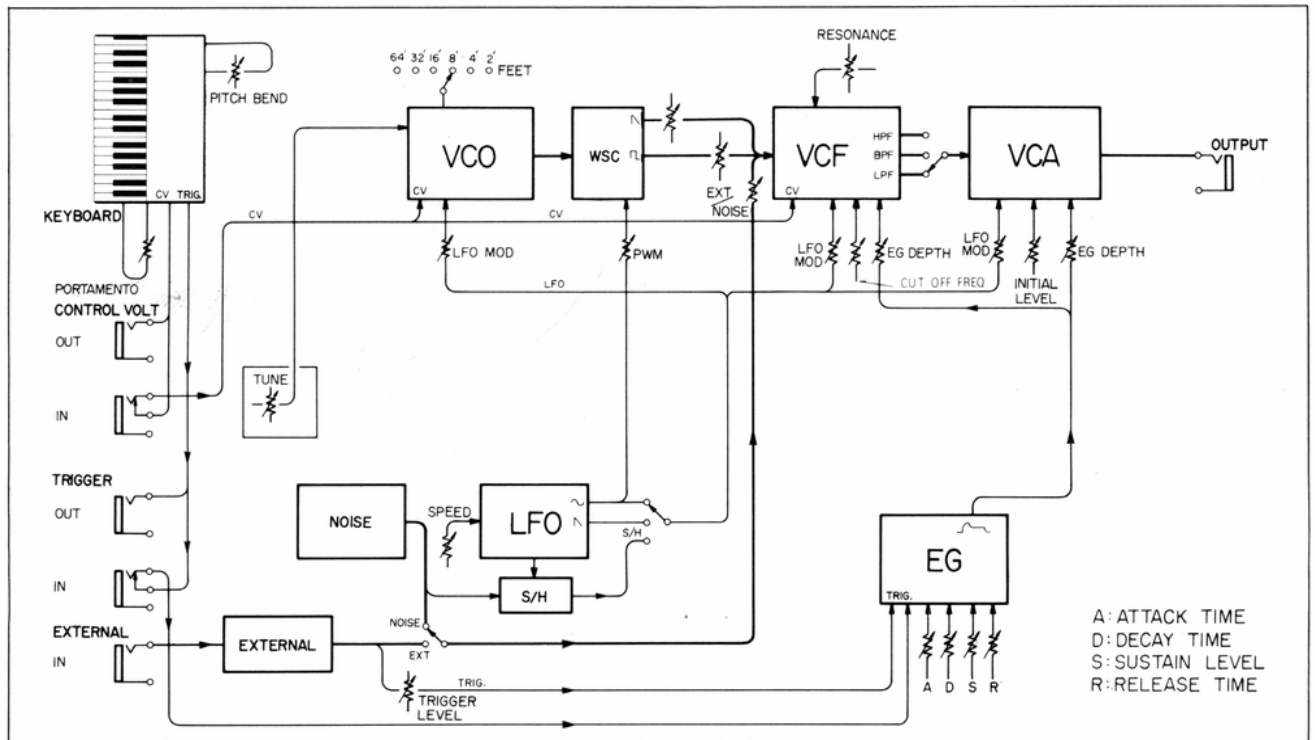 RESONANCE
64' 32' 16' 8' 4' 2'
FEET
PITCH BEND
VCO
CV
WSC
EXT
NOISE
VCF
CV
HPF
BPF
LPF
VCA
OUTPUT
CV TRIG.
KEYBOARD
CV
CV
LFO MOD
PWM
LFO
MOD
EG DEPTH
LFO
MOD
EG DEPTH
PORTAMENTO
LFO
CUT OFF FREQ
INITIAL
LEVEL
CONTROL VOLT
OUT
IN
TUNE
TRIGGER
OUT
IN
NOISE
SPEED
LFO
S/H
S/H
EG
TRIG.
EXTERNAL
IN
EXTERNAL
NOISE
EXT
TRIG.
TRIGGER
LEVEL
A D S R
A: ATTACK TIME
D: DECAY TIME
S: SUSTAIN LEVEL
R: RELEASE TIME